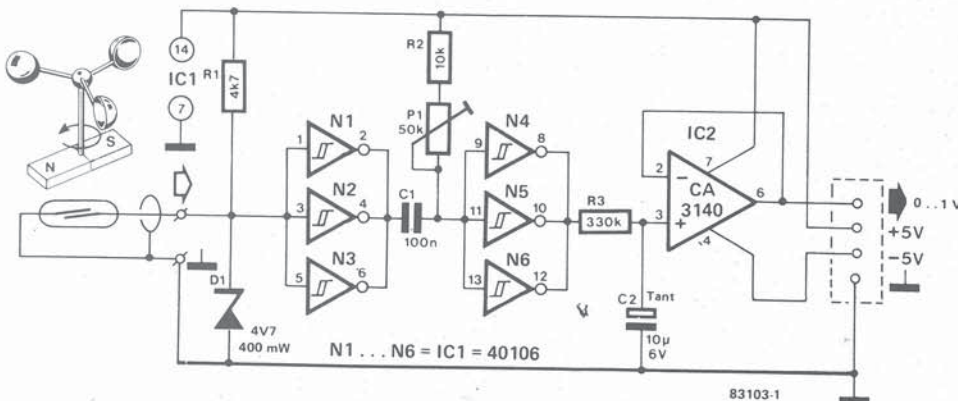 14
IC1
7
R1
4k7
R2
10k
P1
50k
N
S
N1
1
2
N2
3
4
N3
5
6
C1
100n
N4
9
8
N5
11
10
N6
13
12
R3
330k
IC2
2
7
CA
3140
6
3
4
0..1V
+5V
−5V
D1
4V7
400 mW
C2
Tant
10μ
6V
N1 ... N6 = IC1 = 40106
83103-1